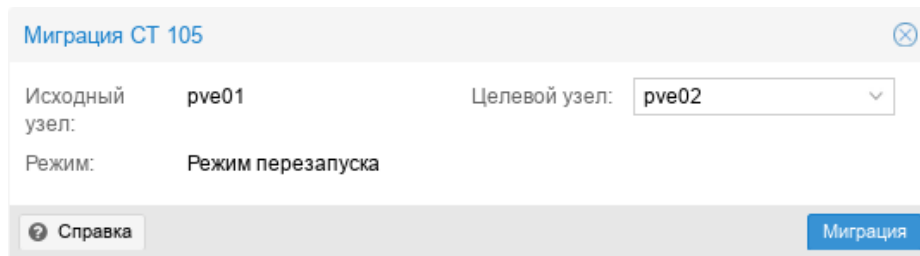 Миграция CT 105
Исходный узел: pve01 Целевой узел: pve02
Режим: Режим перезапуска
Справка Миграция